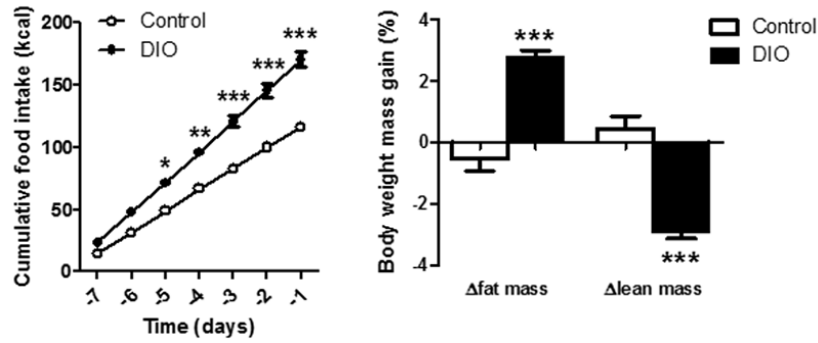 Control
DIO
Cumulative food intake (kcal)
200
150
100
50
0
* ** *** *** ***
-7 -6 -5 -4 -3 -2 -1
Time (days)
Control
DIO
Body weight mass gain (%)
4
2
0
-2
-4
***
***
Δfat mass Δlean mass